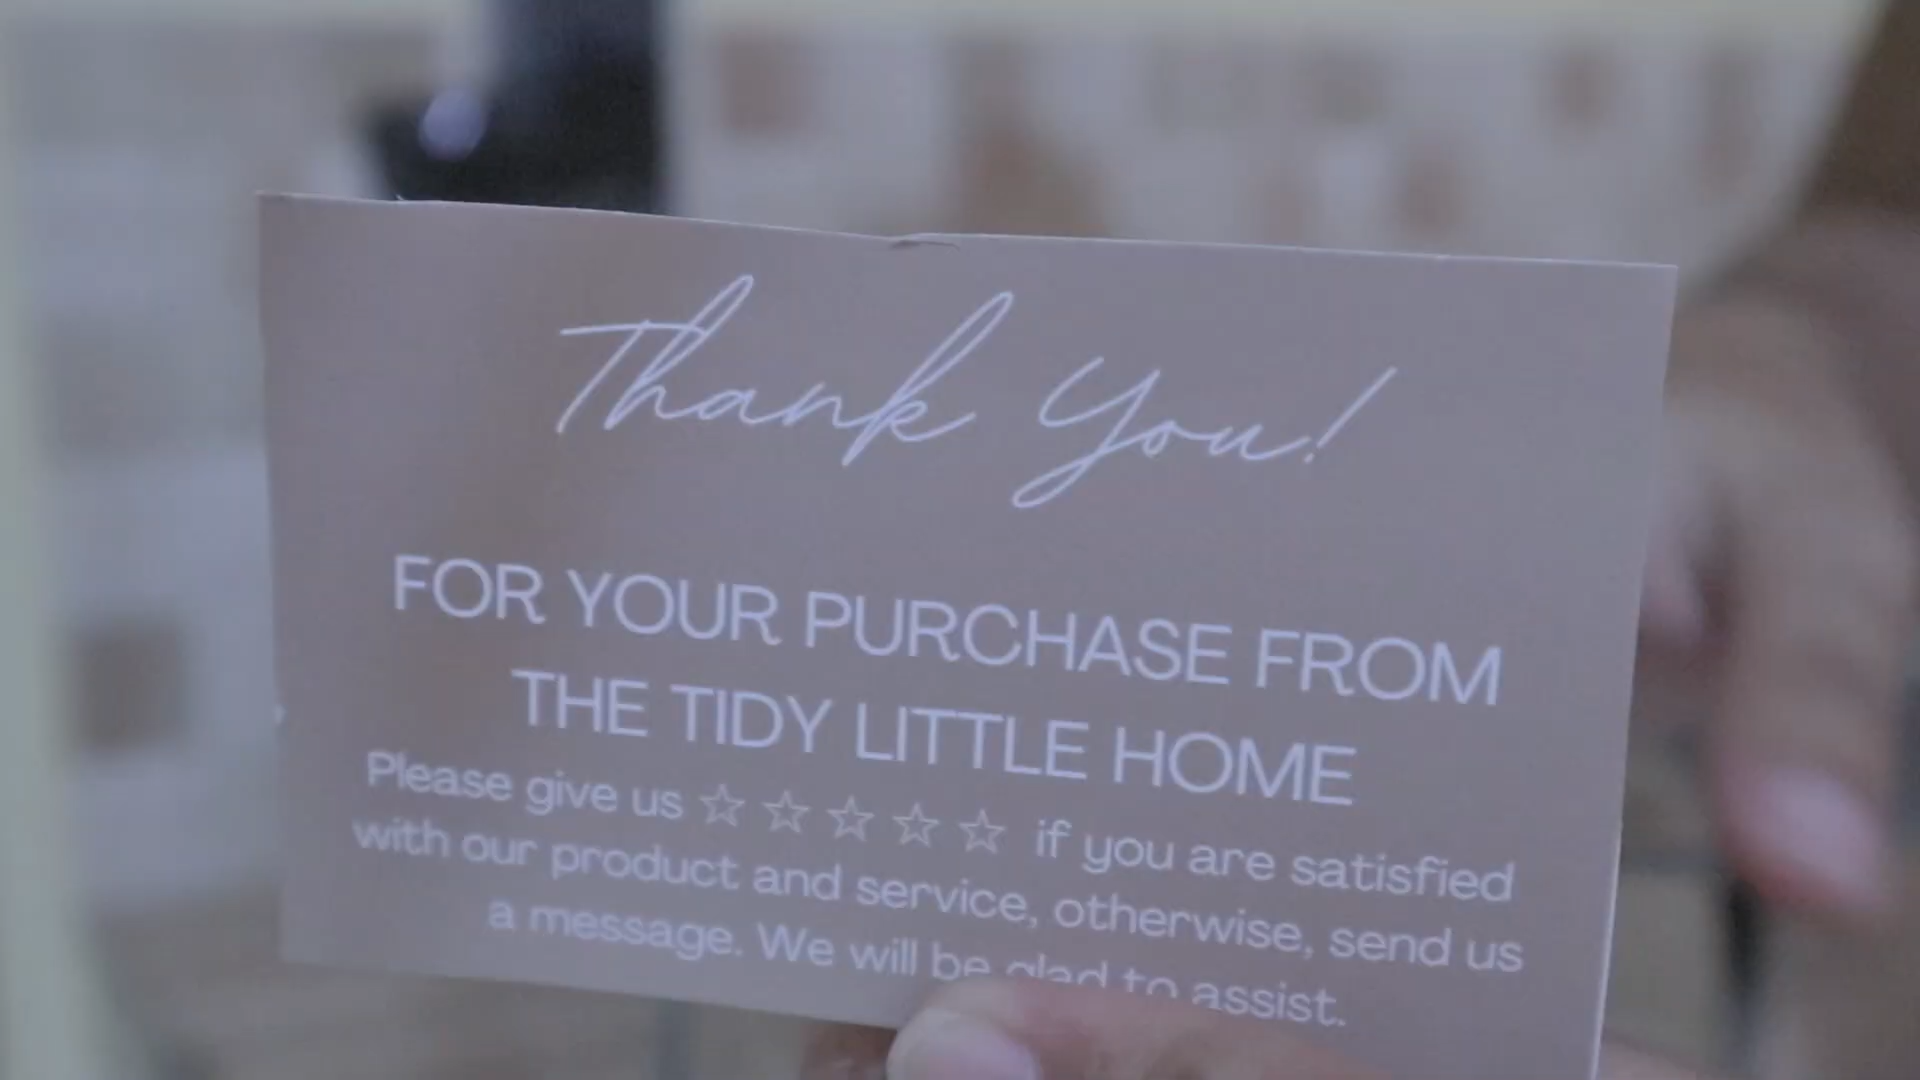 Thank You!
FOR YOUR PURCHASE FROM
THE TIDY LITTLE HOME
Please give us ☆☆☆☆☆ if you are satisfied
with our product and service, otherwise, send us
a message. We will be glad to assist.